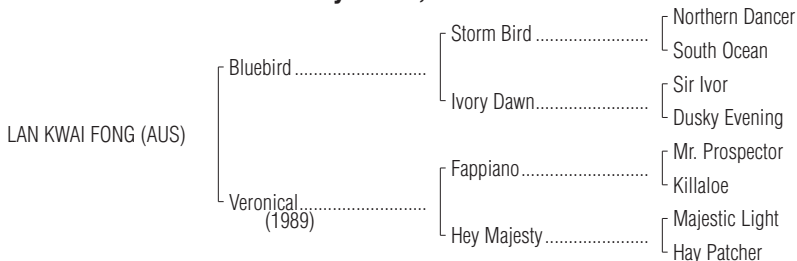 Northern Dancer
Storm Bird ..............................
South Ocean
Bluebird ...................................
Sir Ivor
Ivory Dawn..............................
Dusky Evening
LAN KWAI FONG (AUS)
Mr. Prospector
Fappiano..................................
Killaloe
Veronical..................................
(1989)
Majestic Light
Hey Majesty............................
Hay Patcher